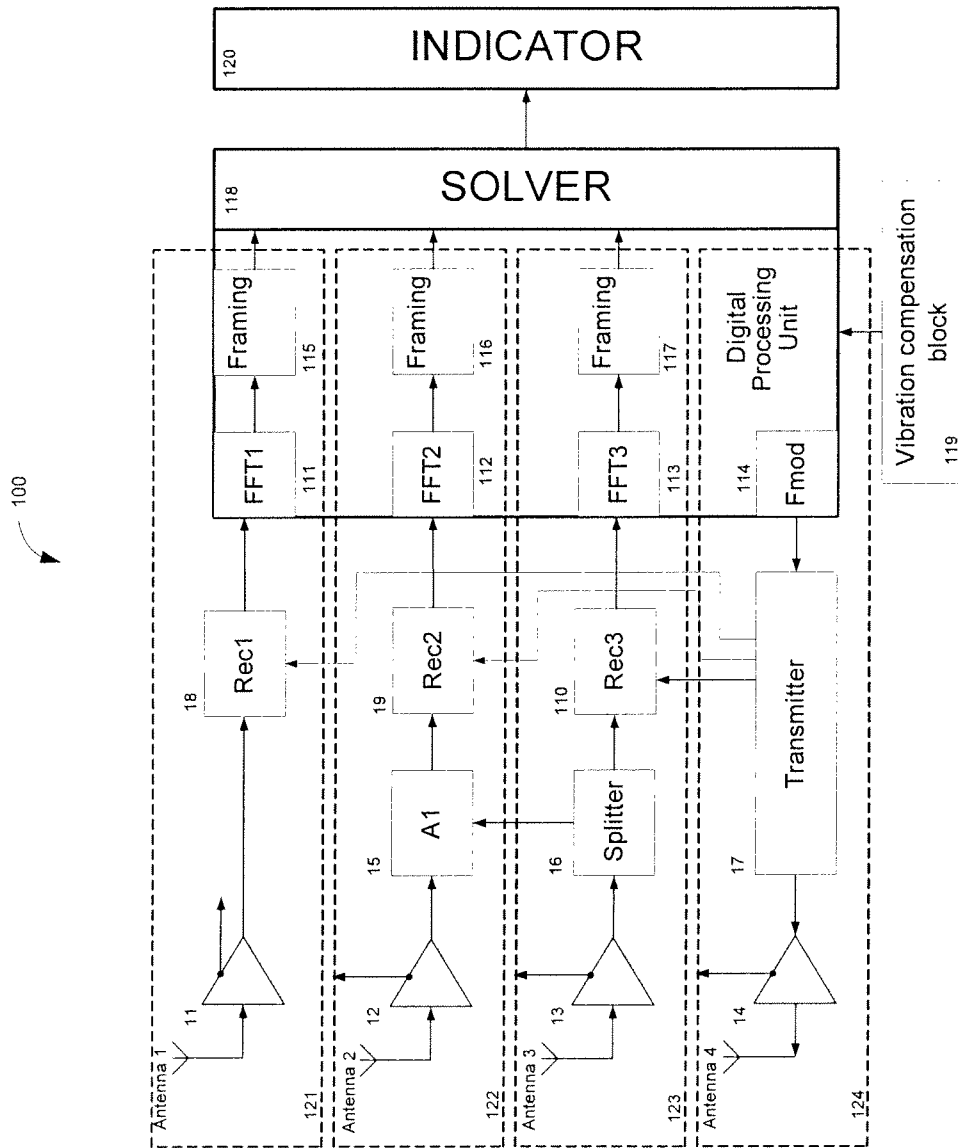 100
Antenna 1
11
18
Rec1
FFT1
111
Framing
115
121
Antenna 2
12
15
A1
19
Rec2
FFT2
112
Framing
116
122
Antenna 3
13
16
Splitter
110
Rec3
FFT3
113
Framing
117
123
Antenna 4
14
17
Transmitter
114
Fmod
Digital
Processing
Unit
124
118
SOLVER
120
INDICATOR
Vibration compensation
block
119